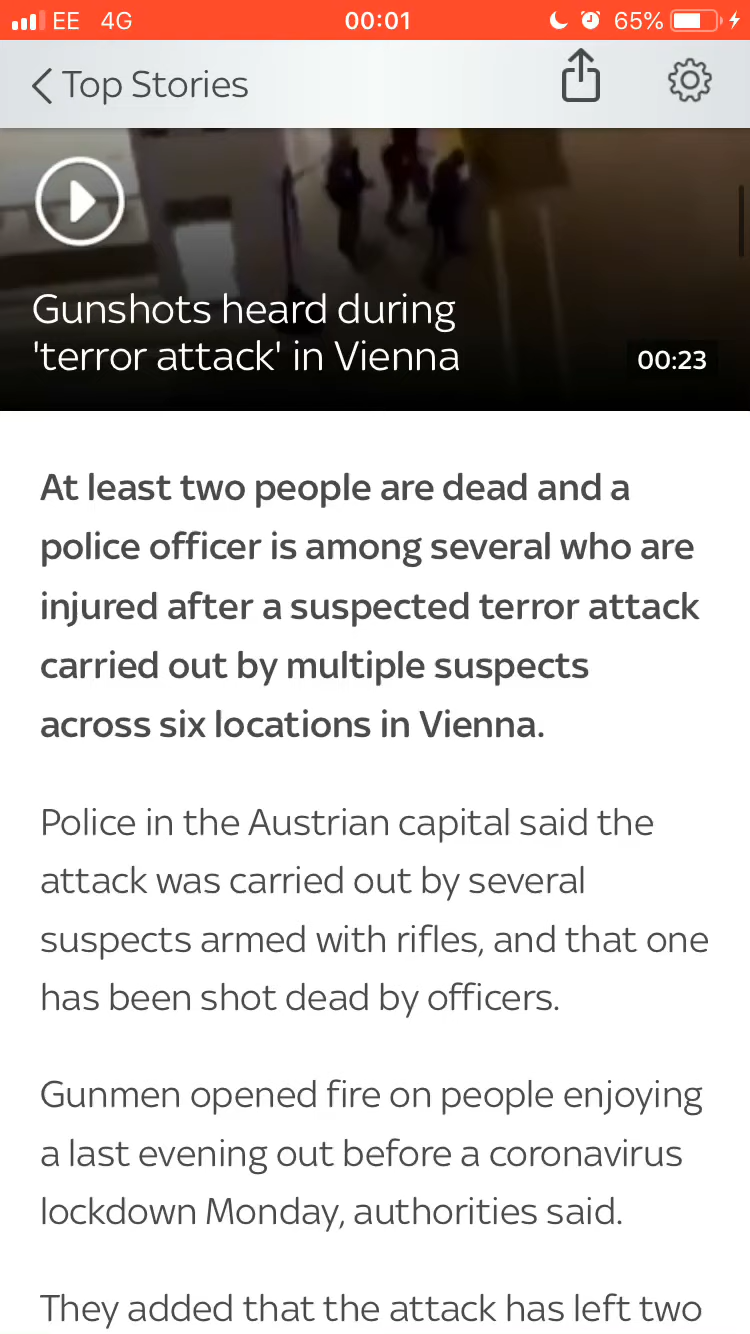 EE 4G 00:01 65%
Top Stories
Gunshots heard during
'terror attack' in Vienna
00:23
At least two people are dead and a
police officer is among several who are
injured after a suspected terror attack
carried out by multiple suspects
across six locations in Vienna.
Police in the Austrian capital said the
attack was carried out by several
suspects armed with rifles, and that one
has been shot dead by officers.
Gunmen opened fire on people enjoying
a last evening out before a coronavirus
lockdown Monday, authorities said.
They added that the attack has left two